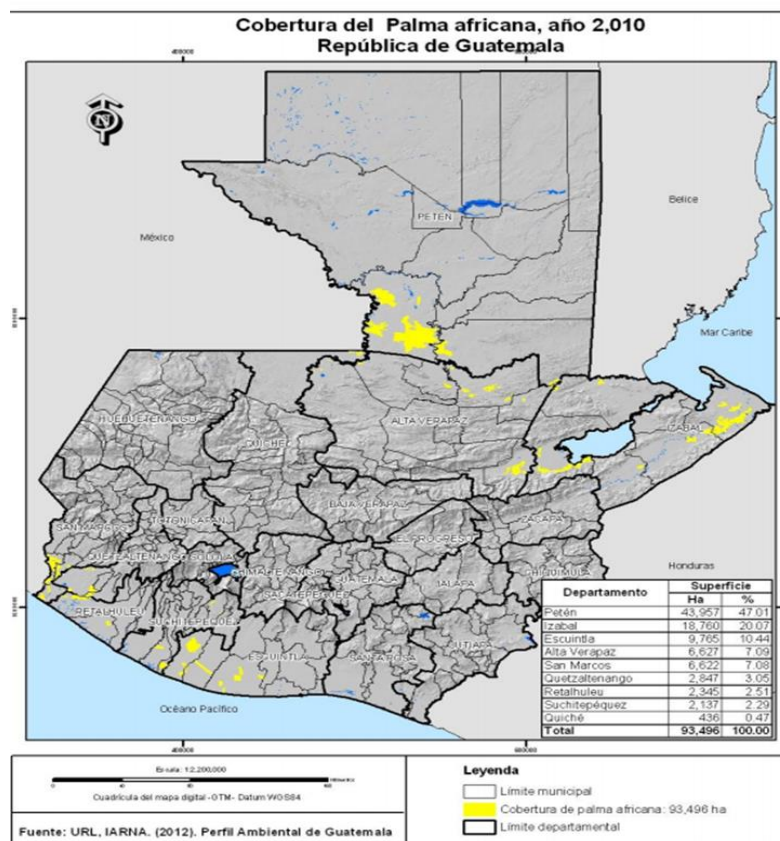 Cobertura del Palma africana, año 2,010
República de Guatemala
400000
N
México
Belice
PETEN
Mar Caribe
HUEHUETENANGO
QUICHE
ALTA VERAPAZ
IZABAL
BAJA VERAPAZ
ZACAPA
SAN MARCOS
TOTONICAPAN
EL PROGRESO
QUETZALTENANGO
SOLOLA
CHIMALTENANGO
GUATEMALA
JALAPA
CHIQUIMULA
Honduras
SACATEPEQUEZ
RETALHULEU
SUCHITEPEQUEZ
ESCUINTLA
SANTA ROSA
JUTIAPA
Océano Pacífico
Departamento Superficie
Ha %
Petén 43,957 47.01
Izabal 18,760 20.07
Escuintla 9,765 10.44
Alta Verapaz 6,627 7.09
San Marcos 6,622 7.08
Quetzaltenango 2,847 3.05
Retalhuleu 2,345 2.51
Suchitepéquez 2,137 2.29
Quiché 436 0.47
Total 93,496 100.00
400000
Escala: 1:2,200,000
Cuadrícula del mapa digital -GTM- Datum WGS84
Fuente: URL, IARNA. (2012). Perfil Ambiental de Guatemala
Leyenda
Límite municipal
Cobertura de palma africana: 93,496 ha
Límite departamental